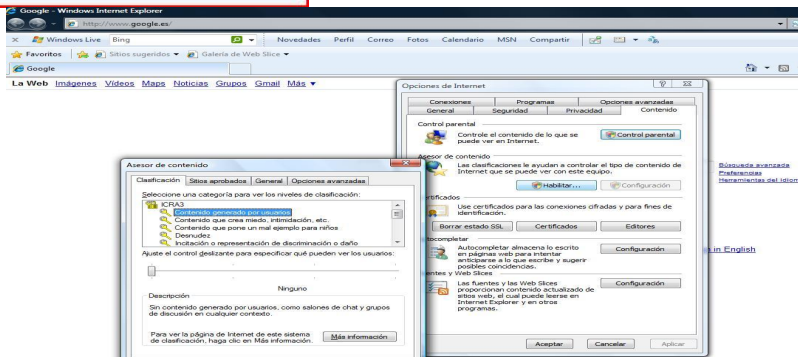 Google - Windows Internet Explorer
http://www.google.es/
Windows Live Bing Novedades Perfil Correo Fotos Calendario MSN Compartir
Favoritos Sitios sugeridos Galería de Web Slice
Google
La Web Imágenes Vídeos Maps Noticias Grupos Gmail Más
Búsqueda avanzada
Preferencias
Herramientas del idiom
in English
Opciones de Internet
Conexiones Programas Opciones avanzadas
General Seguridad Privacidad Contenido
Control parental
Controle el contenido de lo que se
puede ver en Internet.
Control parental
Asesor de contenido
Las clasificaciones le ayudan a controlar el tipo de contenido de
Internet que se puede ver con este equipo.
Habilitar... Configuración
ertificados
Use certificados para las conexiones cifradas y para fines de
identificación.
Borrar estado SSL Certificados Editores
utocompletar
Autocompletar almacena lo escrito
en páginas web para intentar
anticiparse a lo que escribe y sugerir
posibles coincidencias.
Configuración
uentes y Web Slices
Las fuentes y las Web Slices
proporcionan contenido actualizado de
sitios web, el cual puede leerse en
Internet Explorer y en otros
programas.
Configuración
Aceptar Cancelar Aplicar
Asesor de contenido
Clasificación Sitios aprobados General Opciones avanzadas
Seleccione una categoría para ver los niveles de clasificación:
ICRA3
Contenido generado por usuarios
Contenido que crea miedo, intimidación, etc.
Contenido que pone un mal ejemplo para niños
Desnudez
Incitación o representación de discriminación o daño
Ajuste el control deslizante para especificar qué pueden ver los usuarios:
Ninguno
Descripción
Sin contenido generado por usuarios, como salones de chat y grupos
de discusión en cualquier contexto.
Para ver la página de Internet de este sistema
de clasificación, haga clic en Más información.
Más información